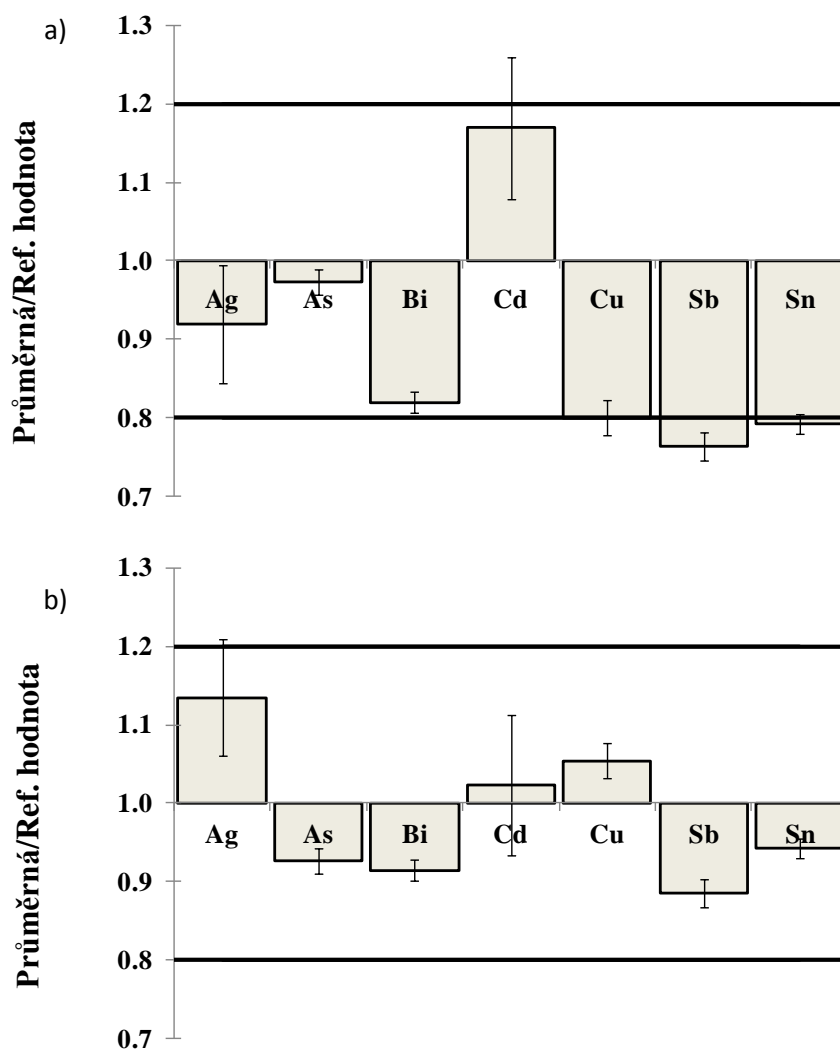 a)
Průměrná/Ref. hodnota
1.3
1.2
1.1
1.0
0.9
0.8
0.7
Ag As Bi Cd Cu Sb Sn
b)
Průměrná/Ref. hodnota
1.3
1.2
1.1
1.0
0.9
0.8
0.7
Ag As Bi Cd Cu Sb Sn